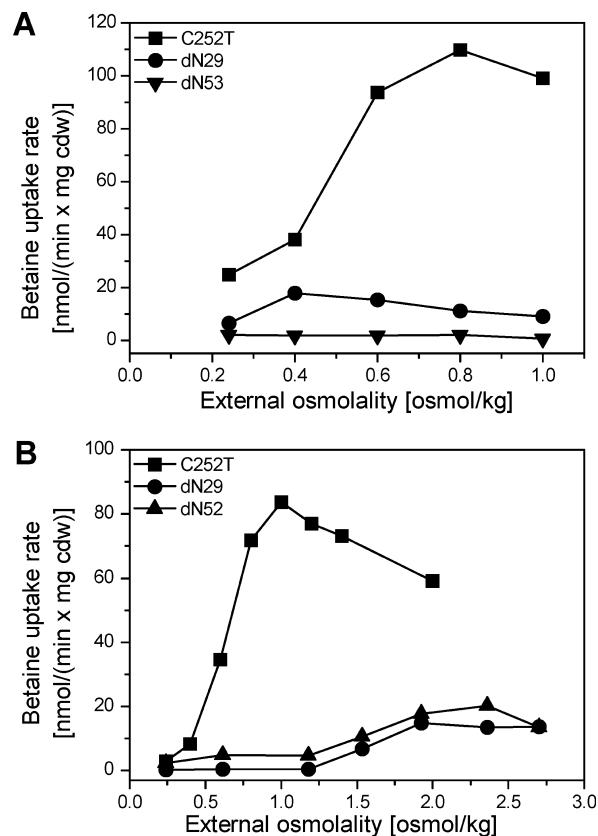 A
C252T
dN29
dN53
120
100
80
60
40
20
0
Betaine uptake rate
[nmol/(min x mg cdw)]
0.0 0.2 0.4 0.6 0.8 1.0
External osmolality [osmol/kg]
B
C252T
dN29
dN52
100
80
60
40
20
0
Betaine uptake rate
[nmol/(min x mg cdw)]
0.0 0.5 1.0 1.5 2.0 2.5 3.0
External osmolality [osmol/kg]